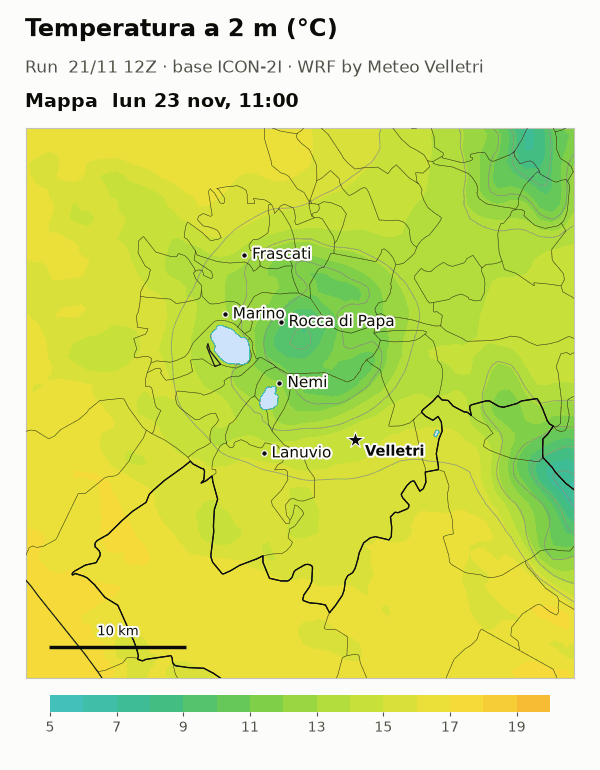 Temperatura a 2 m (°C)
Run  21/11 12Z · base ICON-2I · WRF by Meteo Velletri
Mappa  lun 23 nov, 11:00
Frascati
Marino
Rocca di Papa
Nemi
Velletri
Lanuvio
10 km
5 7 9 11 13 15 17 19